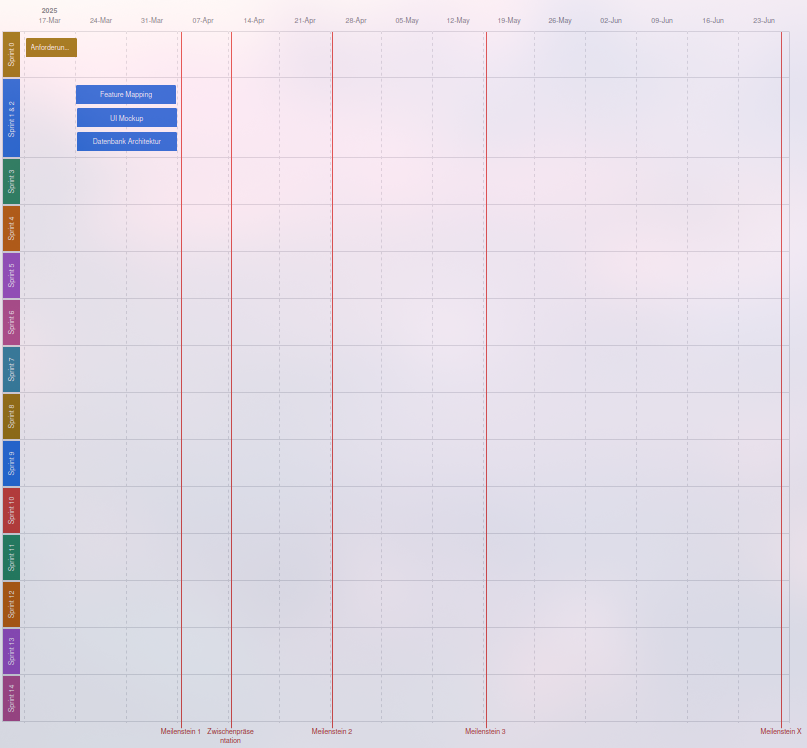 2025
17-Mar 24-Mar 31-Mar 07-Apr 14-Apr 21-Apr 28-Apr 05-May 12-May 19-May 26-May 02-Jun 09-Jun 16-Jun 23-Jun
Sprint 0
Anforderun...
Sprint 1 & 2
Feature Mapping
UI Mockup
Datenbank Architektur
Sprint 3
Sprint 4
Sprint 5
Sprint 6
Sprint 7
Sprint 8
Sprint 9
Sprint 10
Sprint 11
Sprint 12
Sprint 13
Sprint 14
Meilenstein 1 Zwischenpräse Meilenstein 2 Meilenstein 3 Meilenstein X
ntation